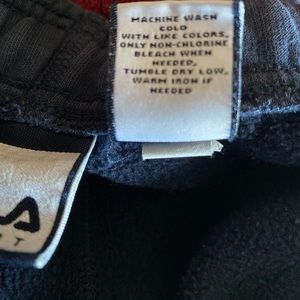 MACHINE WASH
COLD
WITH LIKE COLORS,
ONLY NON-CHLORINE
BLEACH WHEN
NEEDED,
TUMBLE DRY LOW,
WARM IRON IF
NEEDED